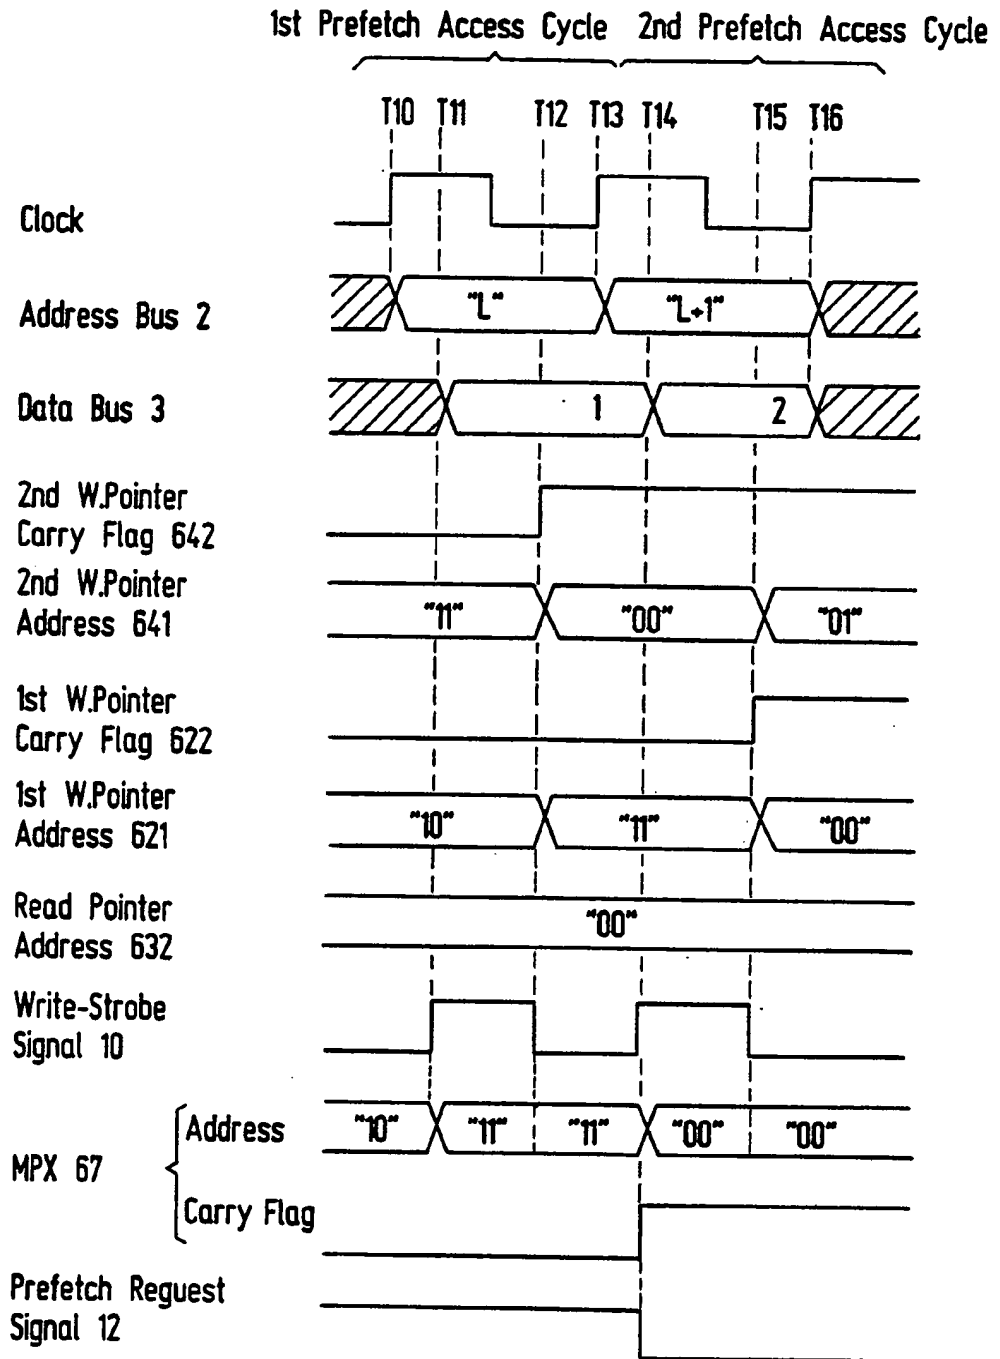 1st Prefetch Access Cycle 2nd Prefetch Access Cycle
T10 T11 T12 T13 T14 T15 T16
Clock
Address Bus 2 "L" "L+1"
Data Bus 3 1 2
2nd W.Pointer
Carry Flag 642
2nd W.Pointer
Address 641 "11" "00" "01"
1st W.Pointer
Carry Flag 622
1st W.Pointer
Address 621 "10" "11" "00"
Read Pointer
Address 632 "00"
Write-Strobe
Signal 10
Address "10" "11" "11" "00" "00"
MPX 67
Carry Flag
Prefetch Reguest
Signal 12